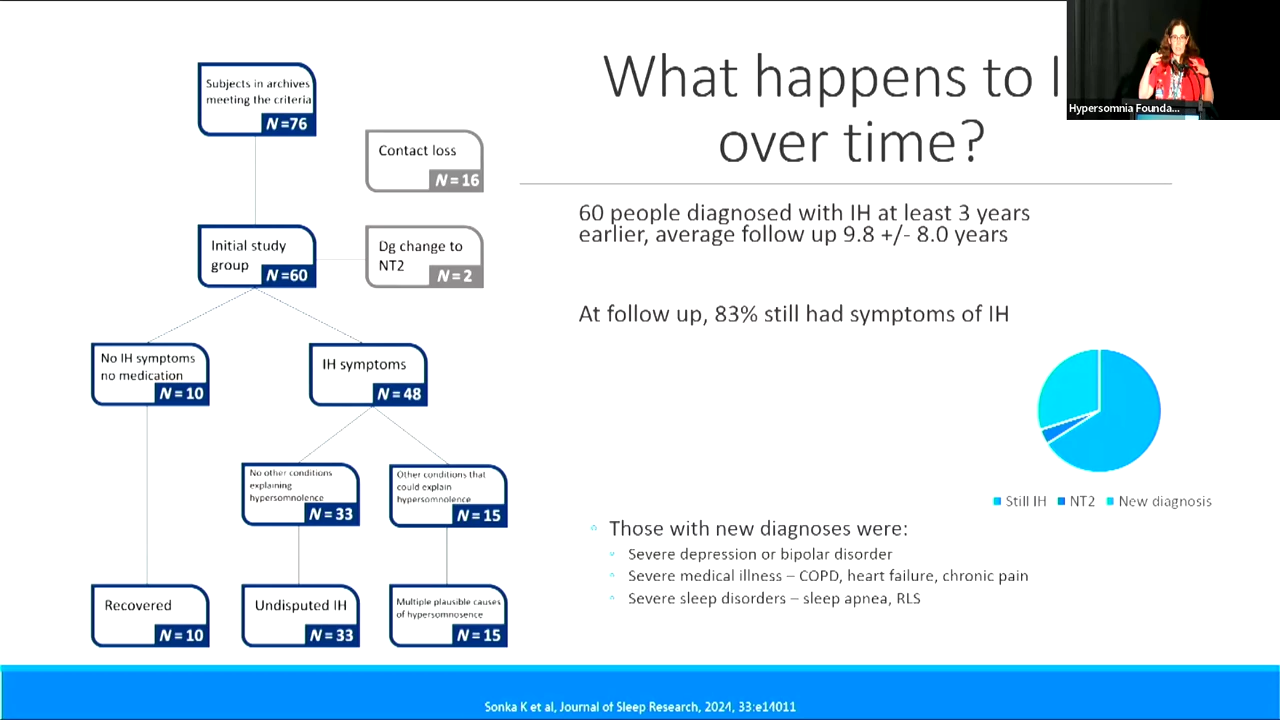 Subjects in archives
meeting the criteria
N =76
Contact loss
N = 16
Initial study
group
N =60
Dg change to
NT2
N = 2
No IH symptoms
no medication
N = 10
IH symptoms
N = 48
No other conditions
explaining
hypersomnolence
N = 33
Other conditions that
could explain
hypersomnolence
N = 15
Recovered
N = 10
Undisputed IH
N = 33
Multiple plausible causes
of hypersomnosence
N = 15
What happens to I
over time?
Hypersomnia Founda...
60 people diagnosed with IH at least 3 years
earlier, average follow up 9.8 +/- 8.0 years
At follow up, 83% still had symptoms of IH
Still IH NT2 New diagnosis
Those with new diagnoses were:
Severe depression or bipolar disorder
Severe medical illness – COPD, heart failure, chronic pain
Severe sleep disorders – sleep apnea, RLS
Sonka K et al, Journal of Sleep Research, 2024, 33:e14011